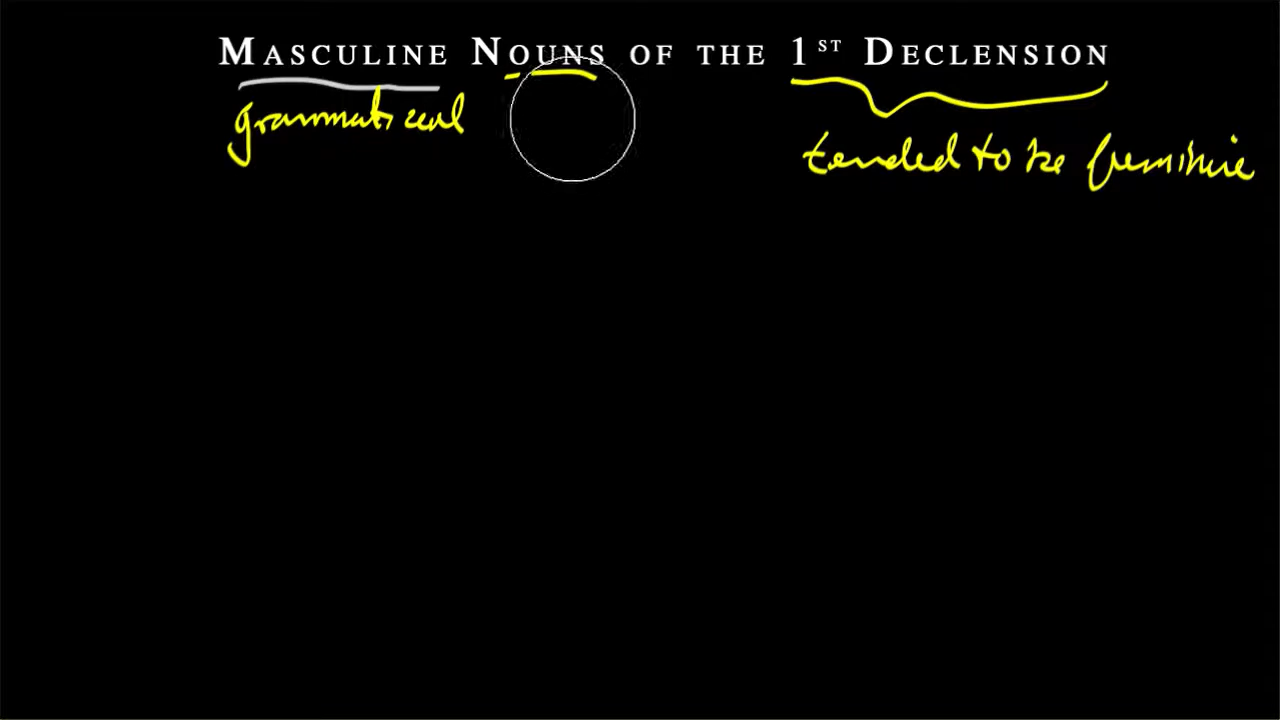 MASCULINE NOUNS OF THE 1ST DECLENSION
grammatical
tended to be feminine